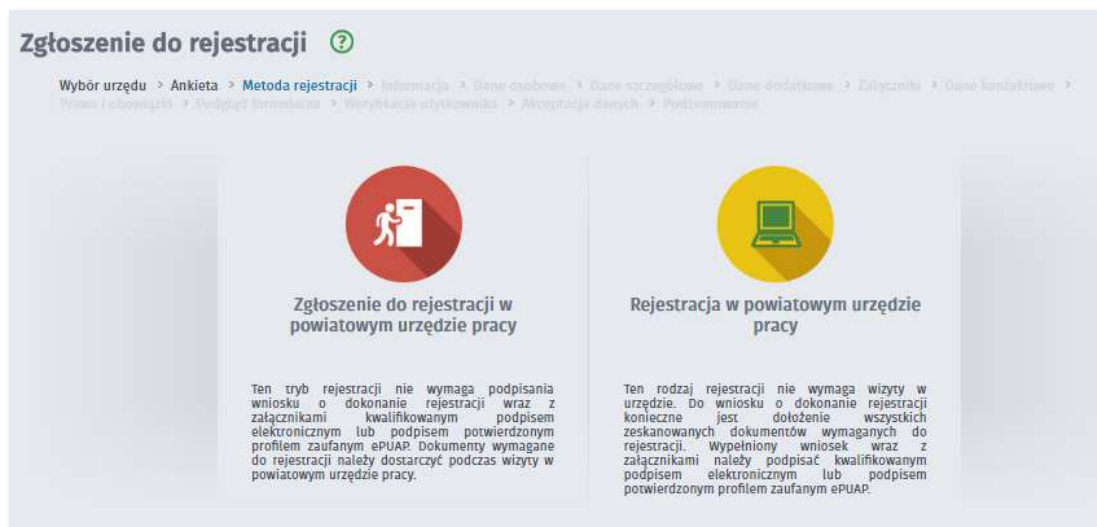 Zgłoszenie do rejestracji ?
Wybór urzędu > Ankieta > Metoda rejestracji > Informacja > Dane osobowe > Dane szczegółowe > Dane dodatkowe > Załączniki > Dane kontaktowe >
Prawa i obowiązki > Podgląd formularza > Weryfikacja użytkownika > Akceptacja danych > Podsumowanie
Zgłoszenie do rejestracji w
powiatowym urzędzie pracy
Ten tryb rejestracji nie wymaga podpisania
wniosku o dokonanie rejestracji wraz z
załącznikami kwalifikowanym podpisem
elektronicznym lub podpisem potwierdzonym
profilem zaufanym ePUAP. Dokumenty wymagane
do rejestracji należy dostarczyć podczas wizyty w
powiatowym urzędzie pracy.
Rejestracja w powiatowym urzędzie
pracy
Ten rodzaj rejestracji nie wymaga wizyty w
urzędzie. Do wniosku o dokonanie rejestracji
konieczne jest dołożenie wszystkich
zeskanowanych dokumentów wymaganych do
rejestracji. Wypełniony wniosek wraz z
załącznikami należy podpisać kwalifikowanym
podpisem elektronicznym lub podpisem
potwierdzonym profilem zaufanym ePUAP.